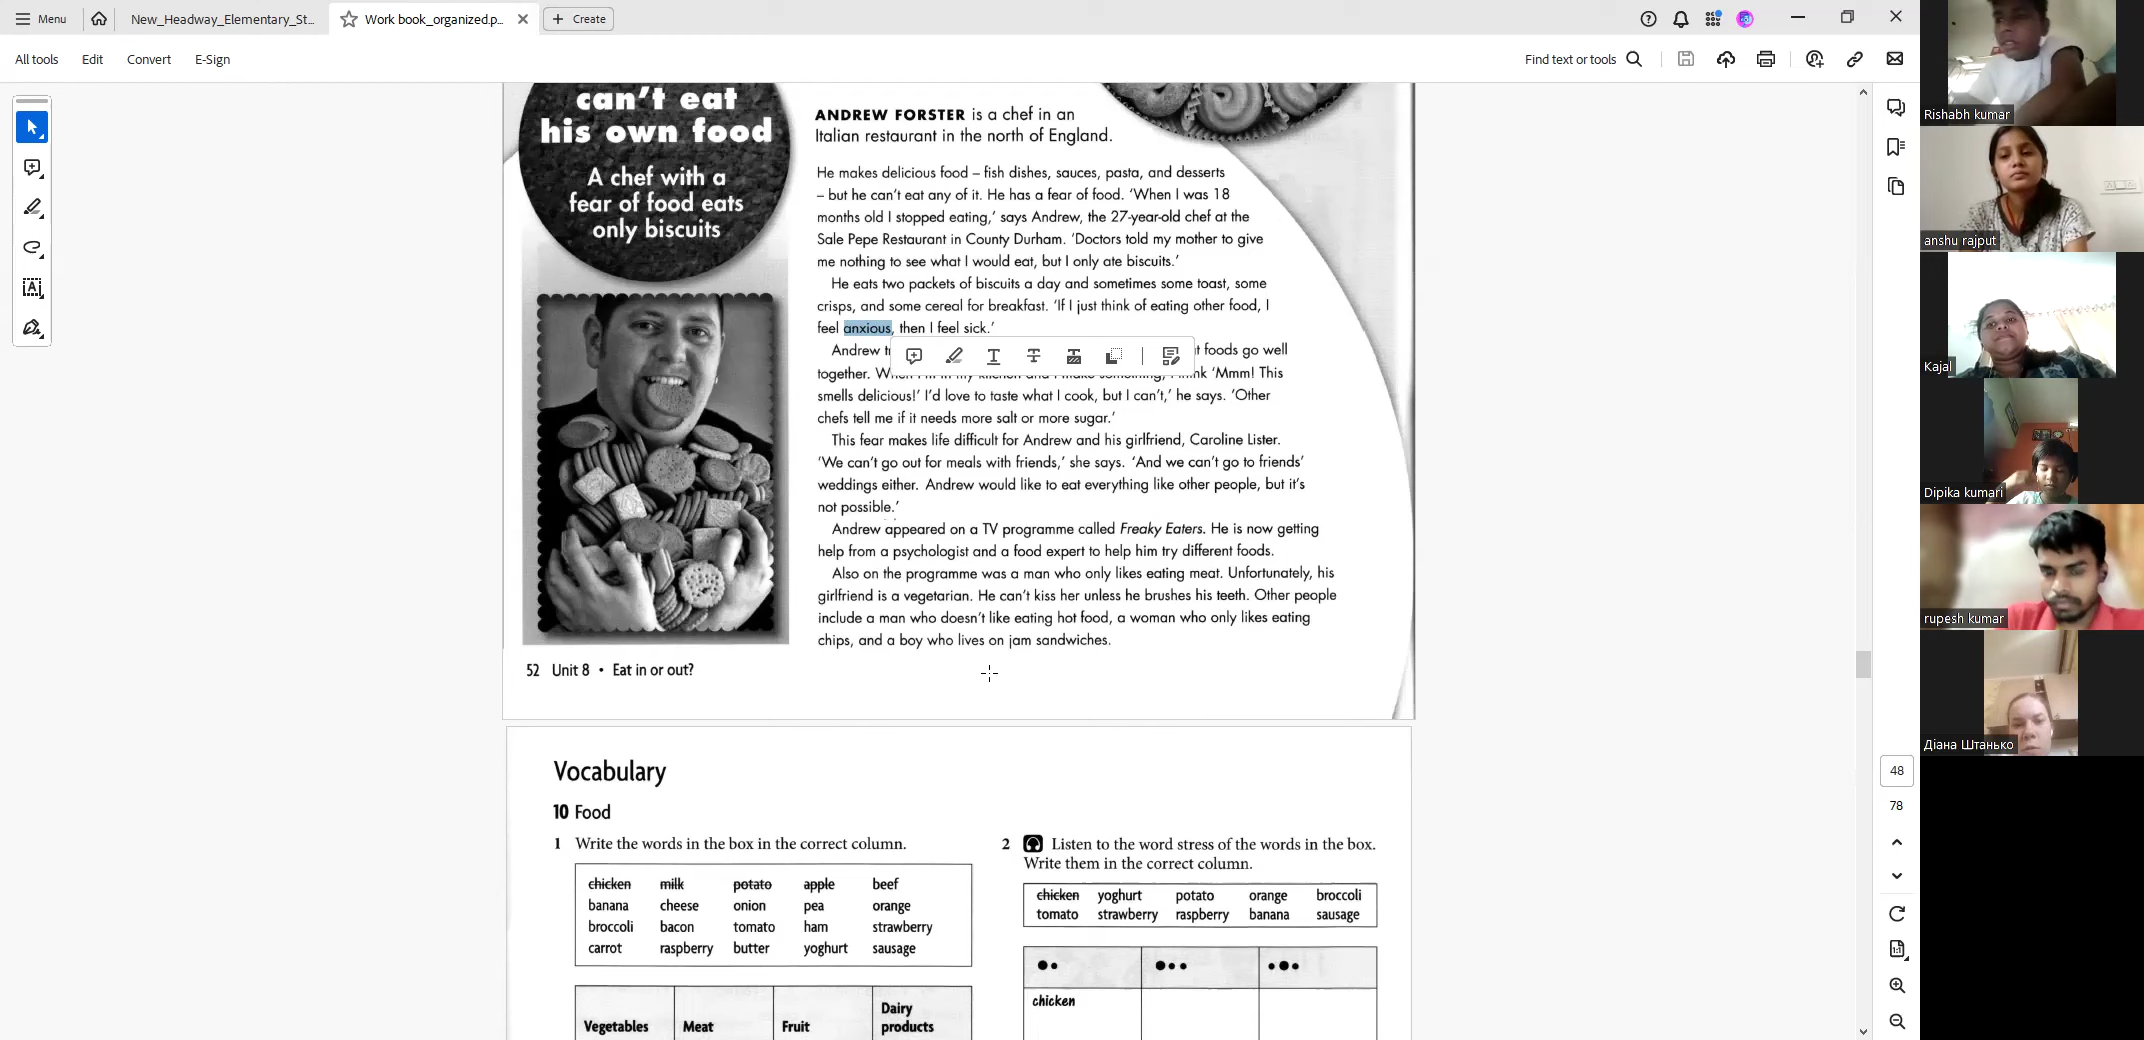 Menu
New_Headway_Elementary_St...
Work book_organized.p...
Create
All tools
Edit
Convert
E-Sign
Find text or tools
can't eat
his own food
A chef with a
fear of food eats
only biscuits
ANDREW FORSTER is a chef in an
Italian restaurant in the north of England.
He makes delicious food – fish dishes, sauces, pasta, and desserts
– but he can't eat any of it. He has a fear of food. 'When I was 18
months old I stopped eating,' says Andrew, the 27-year-old chef at the
Sale Pepe Restaurant in County Durham. 'Doctors told my mother to give
me nothing to see what I would eat, but I only ate biscuits.'
He eats two packets of biscuits a day and sometimes some toast, some
crisps, and some cereal for breakfast. 'If I just think of eating other food, I
feel anxious, then I feel sick.'
Andrew foods go well
together. 'Mmm! This
smells delicious!' I'd love to taste what I cook, but I can't,' he says. 'Other
chefs tell me if it needs more salt or more sugar.'
This fear makes life difficult for Andrew and his girlfriend, Caroline Lister.
'We can't go out for meals with friends,' she says. 'And we can't go to friends'
weddings either. Andrew would like to eat everything like other people, but it's
not possible.'
Andrew appeared on a TV programme called Freaky Eaters. He is now getting
help from a psychologist and a food expert to help him try different foods.
Also on the programme was a man who only likes eating meat. Unfortunately, his
girlfriend is a vegetarian. He can't kiss her unless he brushes his teeth. Other people
include a man who doesn't like eating hot food, a woman who only likes eating
chips, and a boy who lives on jam sandwiches.
52 Unit 8 • Eat in or out?
Vocabulary
10 Food
1 Write the words in the box in the correct column.
chicken milk potato apple beef
banana cheese onion pea orange
broccoli bacon tomato ham strawberry
carrot raspberry butter yoghurt sausage
Vegetables Meat Fruit Dairy products
2 Listen to the word stress of the words in the box.
Write them in the correct column.
chicken yoghurt potato orange broccoli
tomato strawberry raspberry banana sausage
chicken
48
78
Rishabh kumar
anshu rajput
Kajal
Dipika kumari
rupesh kumar
Діана Штанько